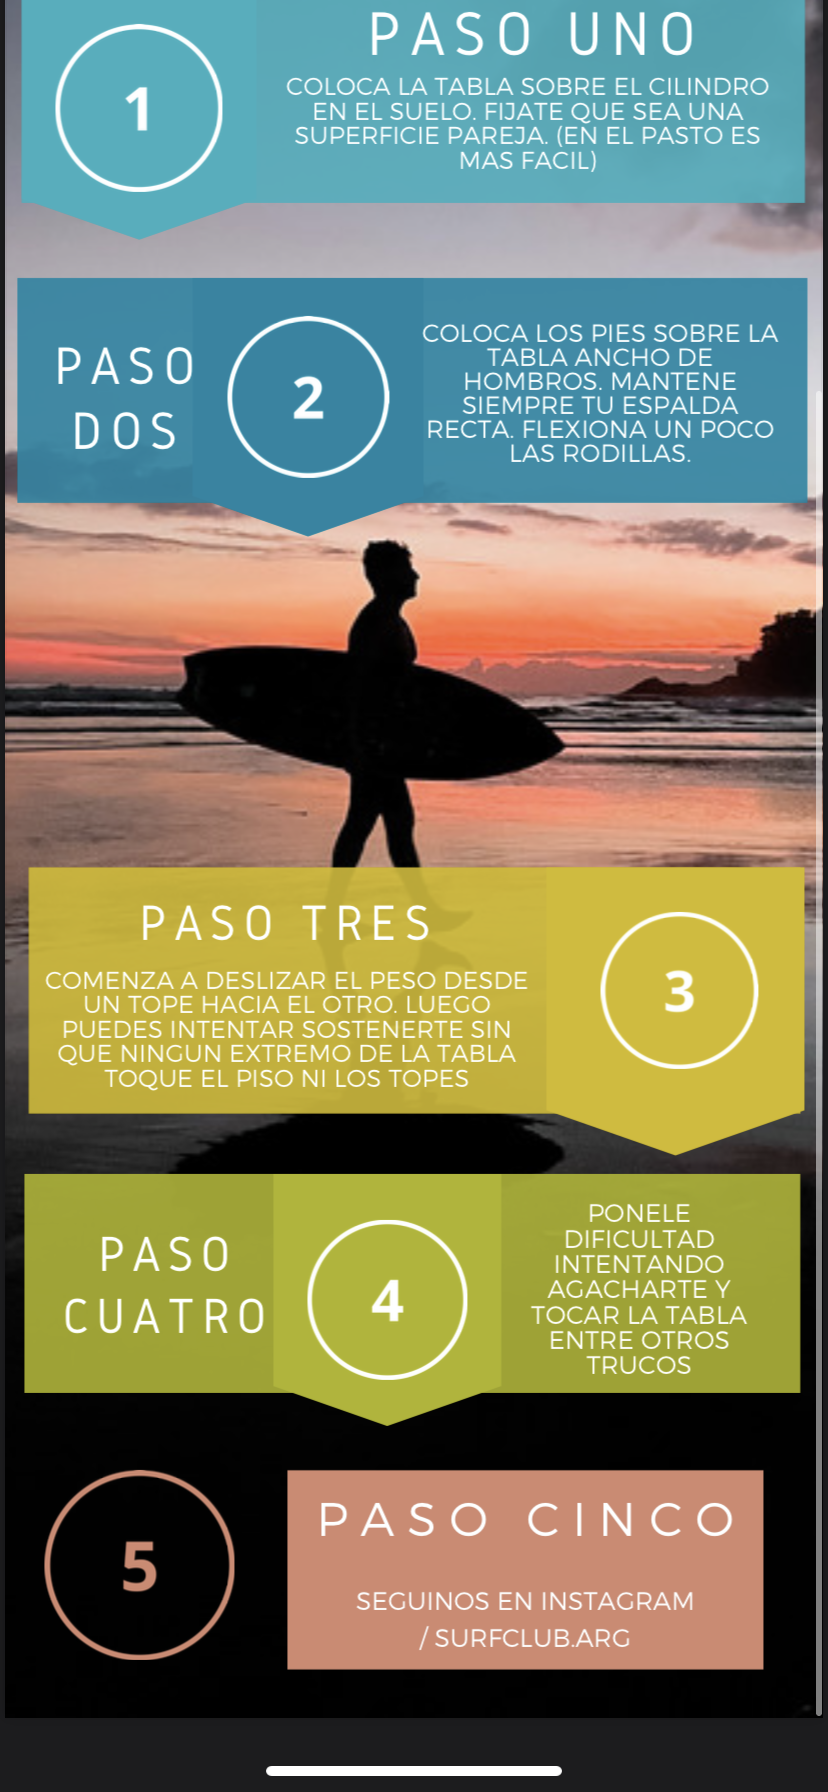 1
PASO UNO
COLOCA LA TABLA SOBRE EL CILINDRO
EN EL SUELO. FIJATE QUE SEA UNA
SUPERFICIE PAREJA. (EN EL PASTO ES
MAS FACIL)
PASO
DOS
2
COLOCA LOS PIES SOBRE LA
TABLA ANCHO DE
HOMBROS. MANTENE
SIEMPRE TU ESPALDA
RECTA. FLEXIONA UN POCO
LAS RODILLAS.
PASO TRES
COMENZA A DESLIZAR EL PESO DESDE
UN TOPE HACIA EL OTRO. LUEGO
PUEDES INTENTAR SOSTENERTE SIN
QUE NINGUN EXTREMO DE LA TABLA
TOQUE EL PISO NI LOS TOPES
3
PASO
CUATRO
4
PONELE
DIFICULTAD
INTENTANDO
AGACHARTE Y
TOCAR LA TABLA
ENTRE OTROS
TRUCOS
5
PASO CINCO
SEGUINOS EN INSTAGRAM
/ SURFCLUB.ARG